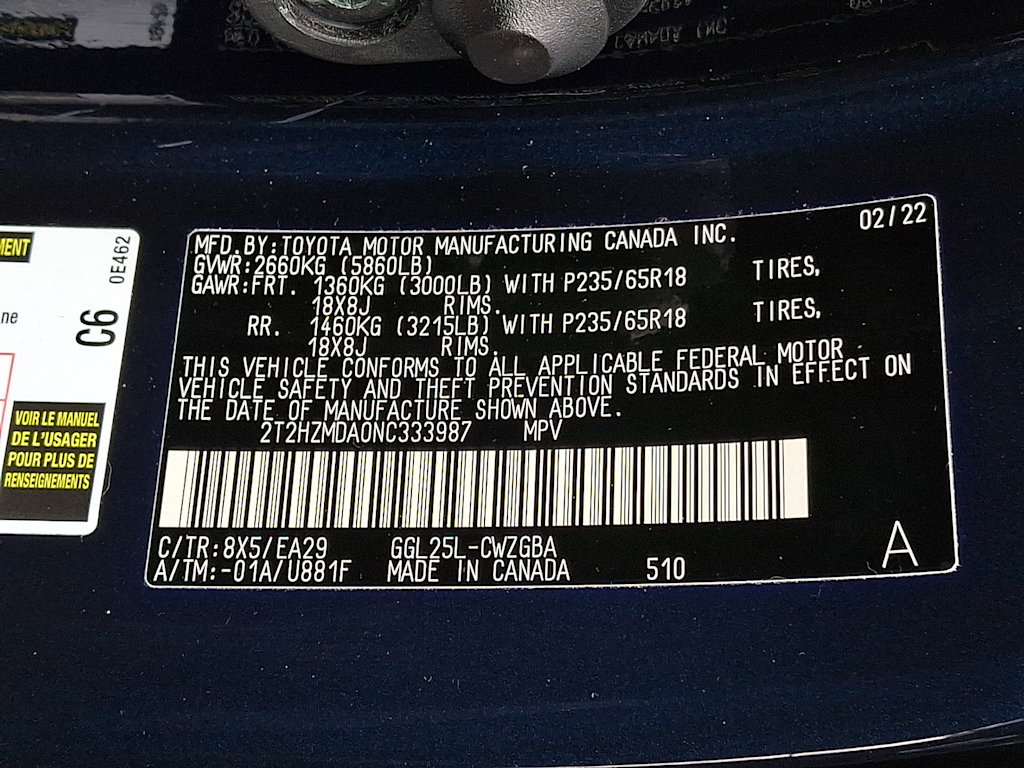 MENT
0E462
C6
ne
VOIR LE MANUEL
DE L'USAGER
POUR PLUS DE
RENSEIGNEMENTS
02/22
MFD.BY:TOYOTA MOTOR MANUFACTURING CANADA INC.
GVWR:2660KG (5860LB)
GAWR:FRT. 1360KG (3000LB) WITH P235/65R18 TIRES,
18X8J RIMS.
RR. 1460KG (3215LB) WITH P235/65R18 TIRES,
18X8J RIMS.
THIS VEHICLE CONFORMS TO ALL APPLICABLE FEDERAL MOTOR
VEHICLE SAFETY AND THEFT PREVENTION STANDARDS IN EFFECT ON
THE DATE OF MANUFACTURE SHOWN ABOVE.
2T2HZMDA0NC333987 MPV
C/TR:8X5/EA29 GGL25L-CWZGBA
A/TM:-01A/U881F MADE IN CANADA 510
A